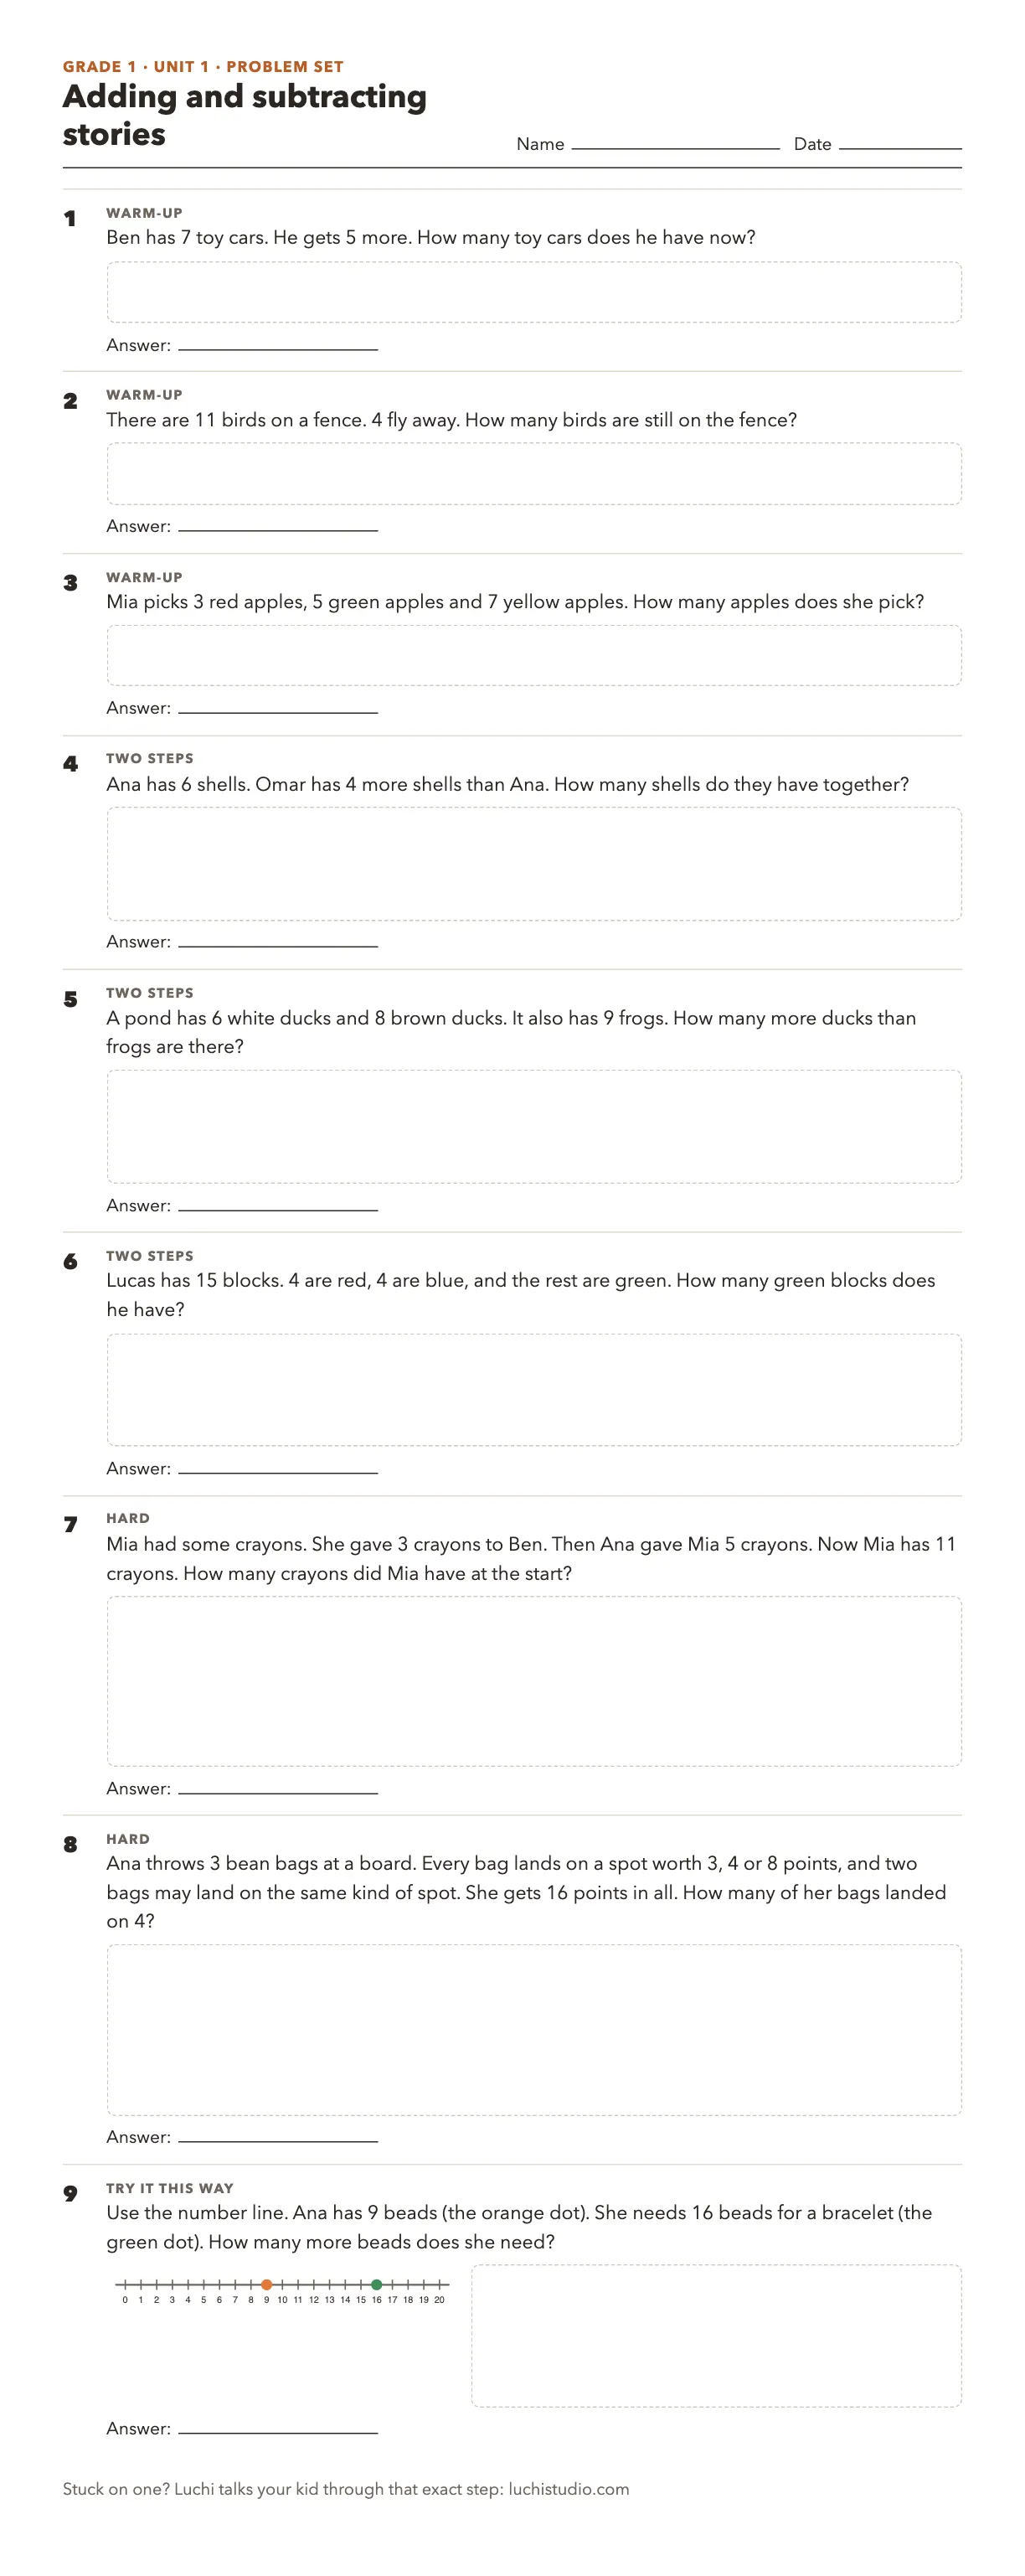 GRADE 1 · UNIT 1 · PROBLEM SET
Adding and subtracting
stories
Name
Date
1
WARM-UP
Ben has 7 toy cars. He gets 5 more. How many toy cars does he have now?
Answer:
2
WARM-UP
There are 11 birds on a fence. 4 fly away. How many birds are still on the fence?
Answer:
3
WARM-UP
Mia picks 3 red apples, 5 green apples and 7 yellow apples. How many apples does she pick?
Answer:
4
TWO STEPS
Ana has 6 shells. Omar has 4 more shells than Ana. How many shells do they have together?
Answer:
5
TWO STEPS
A pond has 6 white ducks and 8 brown ducks. It also has 9 frogs. How many more ducks than
frogs are there?
Answer:
6
TWO STEPS
Lucas has 15 blocks. 4 are red, 4 are blue, and the rest are green. How many green blocks does
he have?
Answer:
7
HARD
Mia had some crayons. She gave 3 crayons to Ben. Then Ana gave Mia 5 crayons. Now Mia has 11
crayons. How many crayons did Mia have at the start?
Answer:
8
HARD
Ana throws 3 bean bags at a board. Every bag lands on a spot worth 3, 4 or 8 points, and two
bags may land on the same kind of spot. She gets 16 points in all. How many of her bags landed
on 4?
Answer:
9
TRY IT THIS WAY
Use the number line. Ana has 9 beads (the orange dot). She needs 16 beads for a bracelet (the
green dot). How many more beads does she need?
0 1 2 3 4 5 6 7 8 9 10 11 12 13 14 15 16 17 18 19 20
Answer:
Stuck on one? Luchi talks your kid through that exact step: luchistudio.com